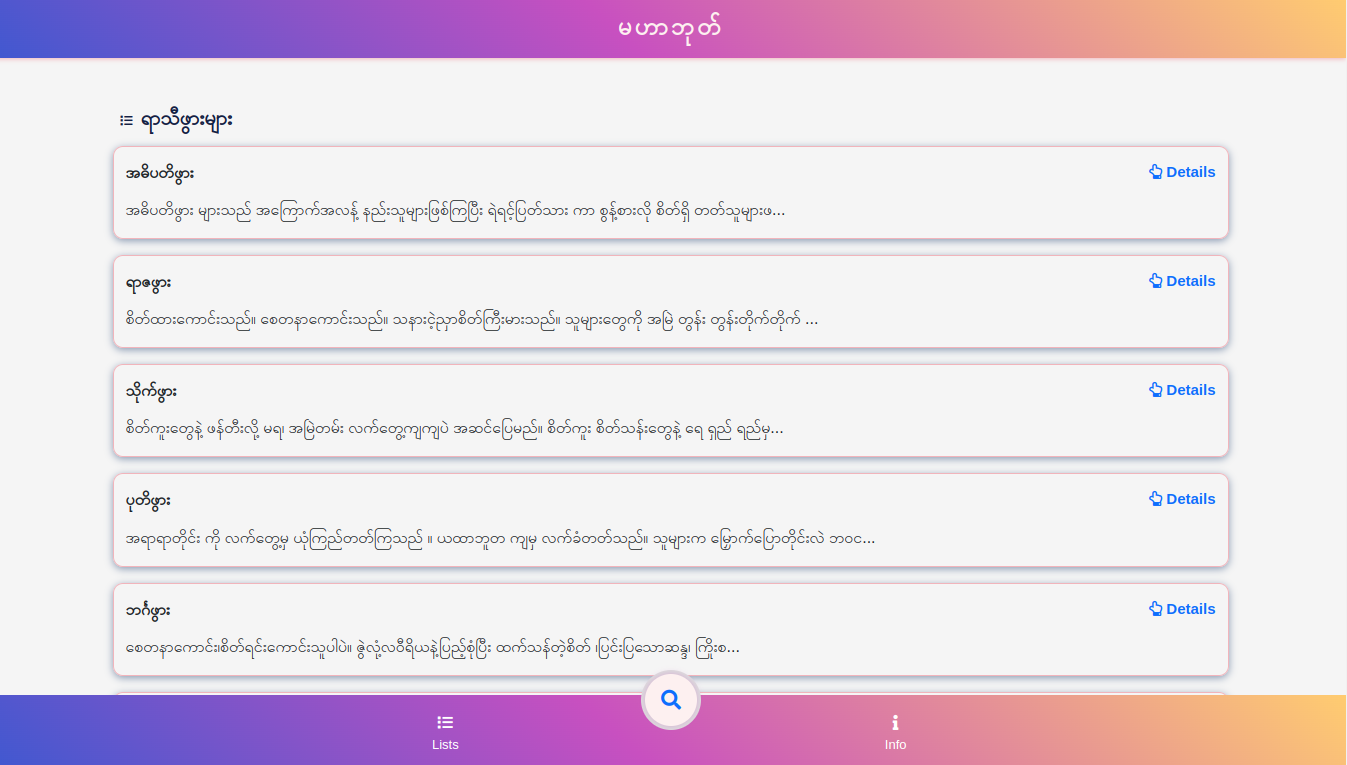 မဟာဘုတ်
ရာသီဖွားများ
အဓိပတိဖွား
Details
အဓိပတိဖွား များသည် အကြောက်အလန့် နည်းသူများဖြစ်ကြပြီး ရဲရင့်ပြတ်သား ကာ စွန့်စားလို စိတ်ရှိ တတ်သူများဖ...
ရာဇဖွား
Details
စိတ်ထားကောင်းသည်။ စေတနာကောင်းသည်။ သနားငဲ့ညှာစိတ်ကြီးမားသည်။ သူများတွေကို အမြဲ တွန်း တွန်းတိုက်တိုက် ...
သိုက်ဖွား
Details
စိတ်ကူးတွေနဲ့ ဖန်တီးလို့ မရ၊ အမြဲတမ်း လက်တွေ့ကျကျပဲ အဆင်ပြေမည်။ စိတ်ကူး စိတ်သန်းတွေနဲ့ ရေ ရှည် ရည်မှ...
ပုတိဖွား
Details
အရာရာတိုင်း ကို လက်တွေ့မှ ယုံကြည်တတ်ကြသည် ။ ယထာဘူတ ကျမှ လက်ခံတတ်သည်။ သူများက မြှောက်ပြောတိုင်းလဲ ဘဝင...
ဘင်္ဂဖွား
Details
စေတနာကောင်း၊စိတ်ရင်းကောင်းသူပါပဲ။ ဇွဲလုံ့လဝီရိယနဲ့ပြည့်စုံပြီး ထက်သန်တဲ့စိတ် ၊ပြင်းပြသောဆန္ဒ၊ ကြိုးစ...
Lists
Info